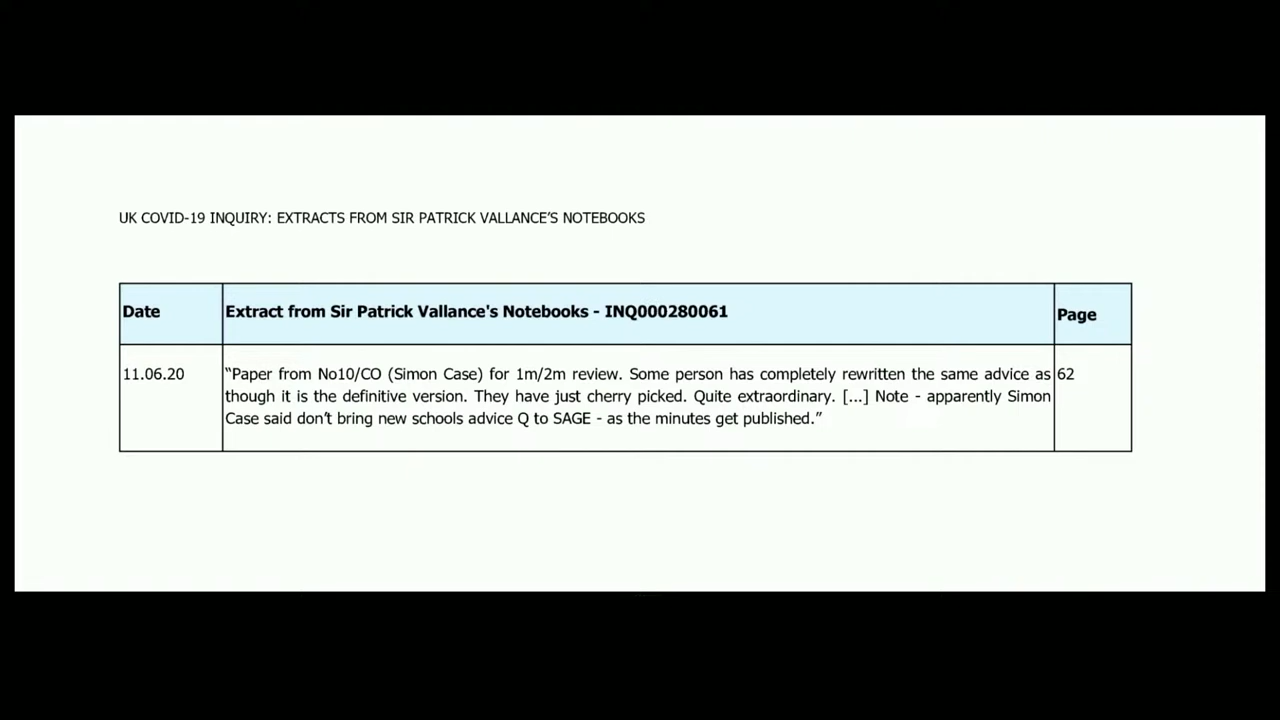 UK COVID-19 INQUIRY: EXTRACTS FROM SIR PATRICK VALLANCE'S NOTEBOOKS
Date Extract from Sir Patrick Vallance's Notebooks - INQ000280061 Page
11.06.20 “Paper from No10/CO (Simon Case) for 1m/2m review. Some person has completely rewritten the same advice as 62
though it is the definitive version. They have just cherry picked. Quite extraordinary. [...] Note - apparently Simon
Case said don’t bring new schools advice Q to SAGE - as the minutes get published.”